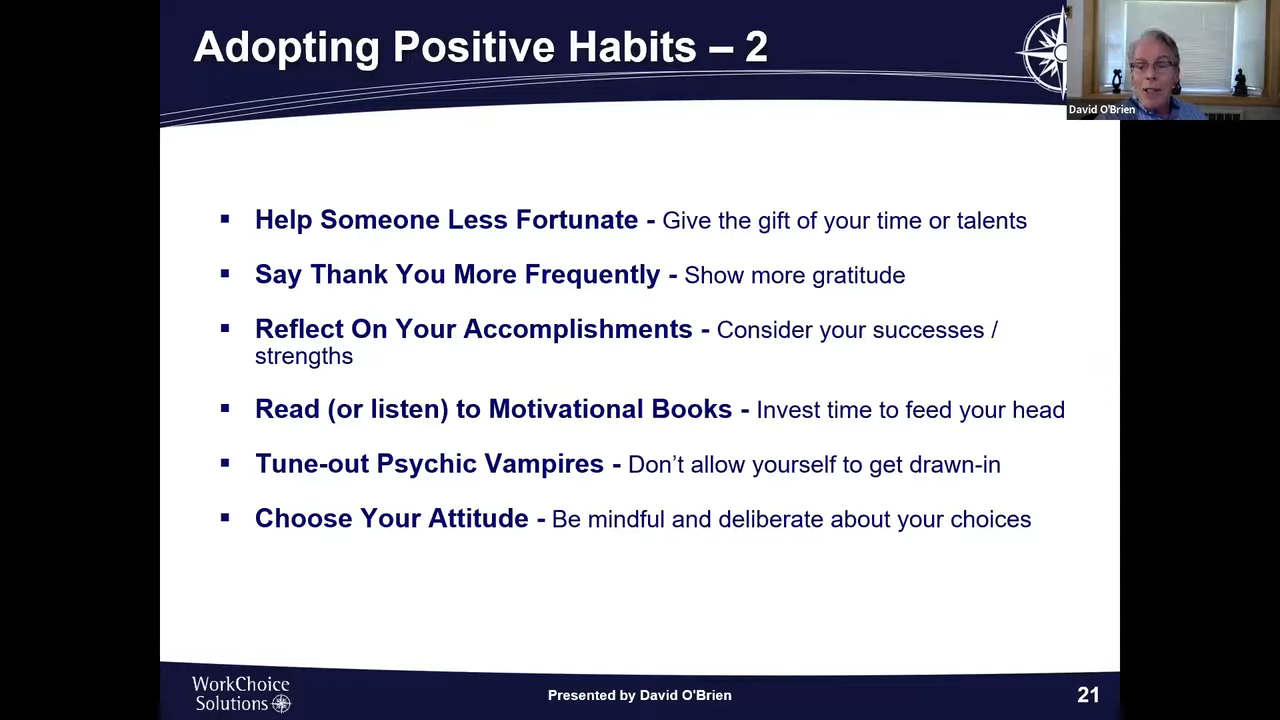 Adopting Positive Habits – 2
David O'Brien
▪ Help Someone Less Fortunate - Give the gift of your time or talents
▪ Say Thank You More Frequently - Show more gratitude
▪ Reflect On Your Accomplishments - Consider your successes /
strengths
▪ Read (or listen) to Motivational Books - Invest time to feed your head
▪ Tune-out Psychic Vampires - Don’t allow yourself to get drawn-in
▪ Choose Your Attitude - Be mindful and deliberate about your choices
WorkChoice
Solutions
Presented by David O'Brien
21